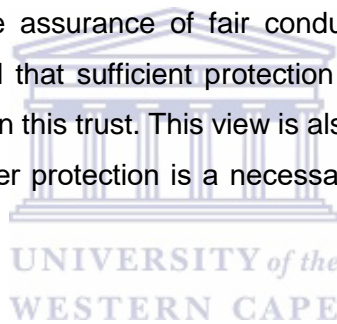 e assurance of fair condu
that sufficient protection
n this trust. This view is als
er protection is a necessa
UNIVERSITY of the
WESTERN CAPE